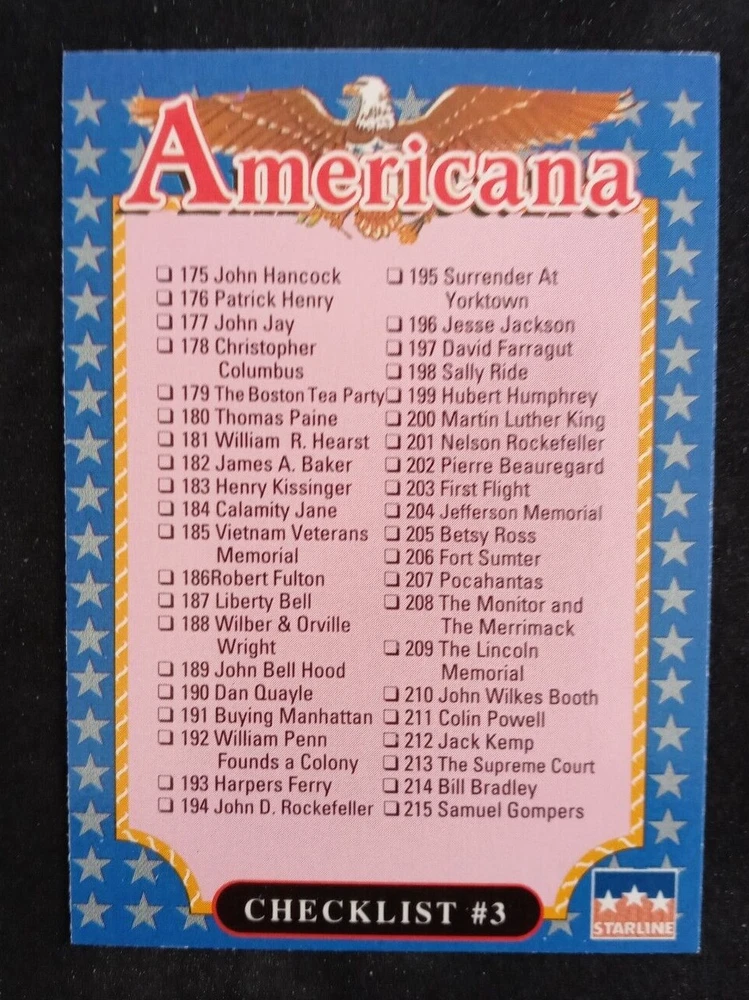 Americana
❑ 175 John Hancock
❑ 176 Patrick Henry
❑ 177 John Jay
❑ 178 Christopher
Columbus
❑ 179 The Boston Tea Party
❑ 180 Thomas Paine
❑ 181 William R. Hearst
❑ 182 James A. Baker
❑ 183 Henry Kissinger
❑ 184 Calamity Jane
❑ 185 Vietnam Veterans
Memorial
❑ 186Robert Fulton
❑ 187 Liberty Bell
❑ 188 Wilber & Orville
Wright
❑ 189 John Bell Hood
❑ 190 Dan Quayle
❑ 191 Buying Manhattan
❑ 192 William Penn
Founds a Colony
❑ 193 Harpers Ferry
❑ 194 John D. Rockefeller
❑ 195 Surrender At
Yorktown
❑ 196 Jesse Jackson
❑ 197 David Farragut
❑ 198 Sally Ride
❑ 199 Hubert Humphrey
❑ 200 Martin Luther King
❑ 201 Nelson Rockefeller
❑ 202 Pierre Beauregard
❑ 203 First Flight
❑ 204 Jefferson Memorial
❑ 205 Betsy Ross
❑ 206 Fort Sumter
❑ 207 Pocahantas
❑ 208 The Monitor and
The Merrimack
❑ 209 The Lincoln
Memorial
❑ 210 John Wilkes Booth
❑ 211 Colin Powell
❑ 212 Jack Kemp
❑ 213 The Supreme Court
❑ 214 Bill Bradley
❑ 215 Samuel Gompers
CHECKLIST #3
STARLINE